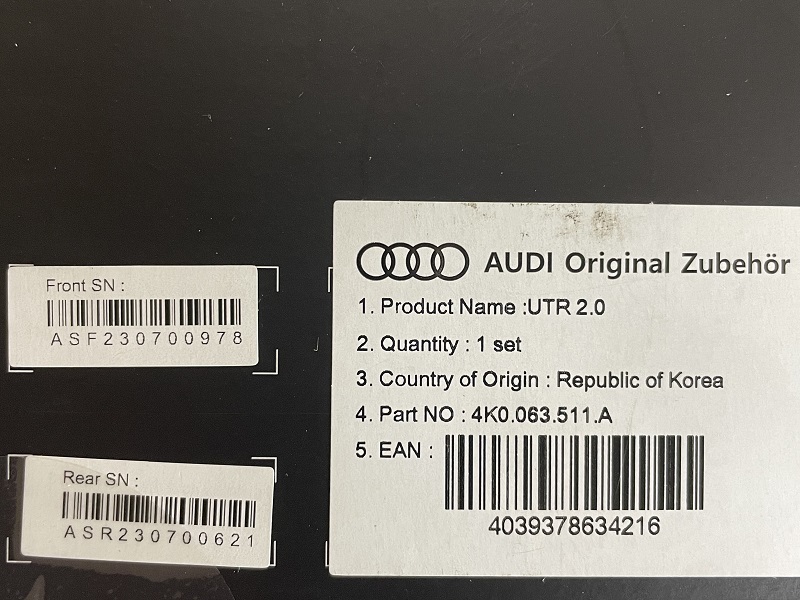 Front SN :
ASF230700978
Rear SN :
ASR230700621
AUDI Original Zubehör
1. Product Name :UTR 2.0
2. Quantity : 1 set
3. Country of Origin : Republic of Korea
4. Part NO : 4K0.063.511.A
5. EAN :
4039378634216